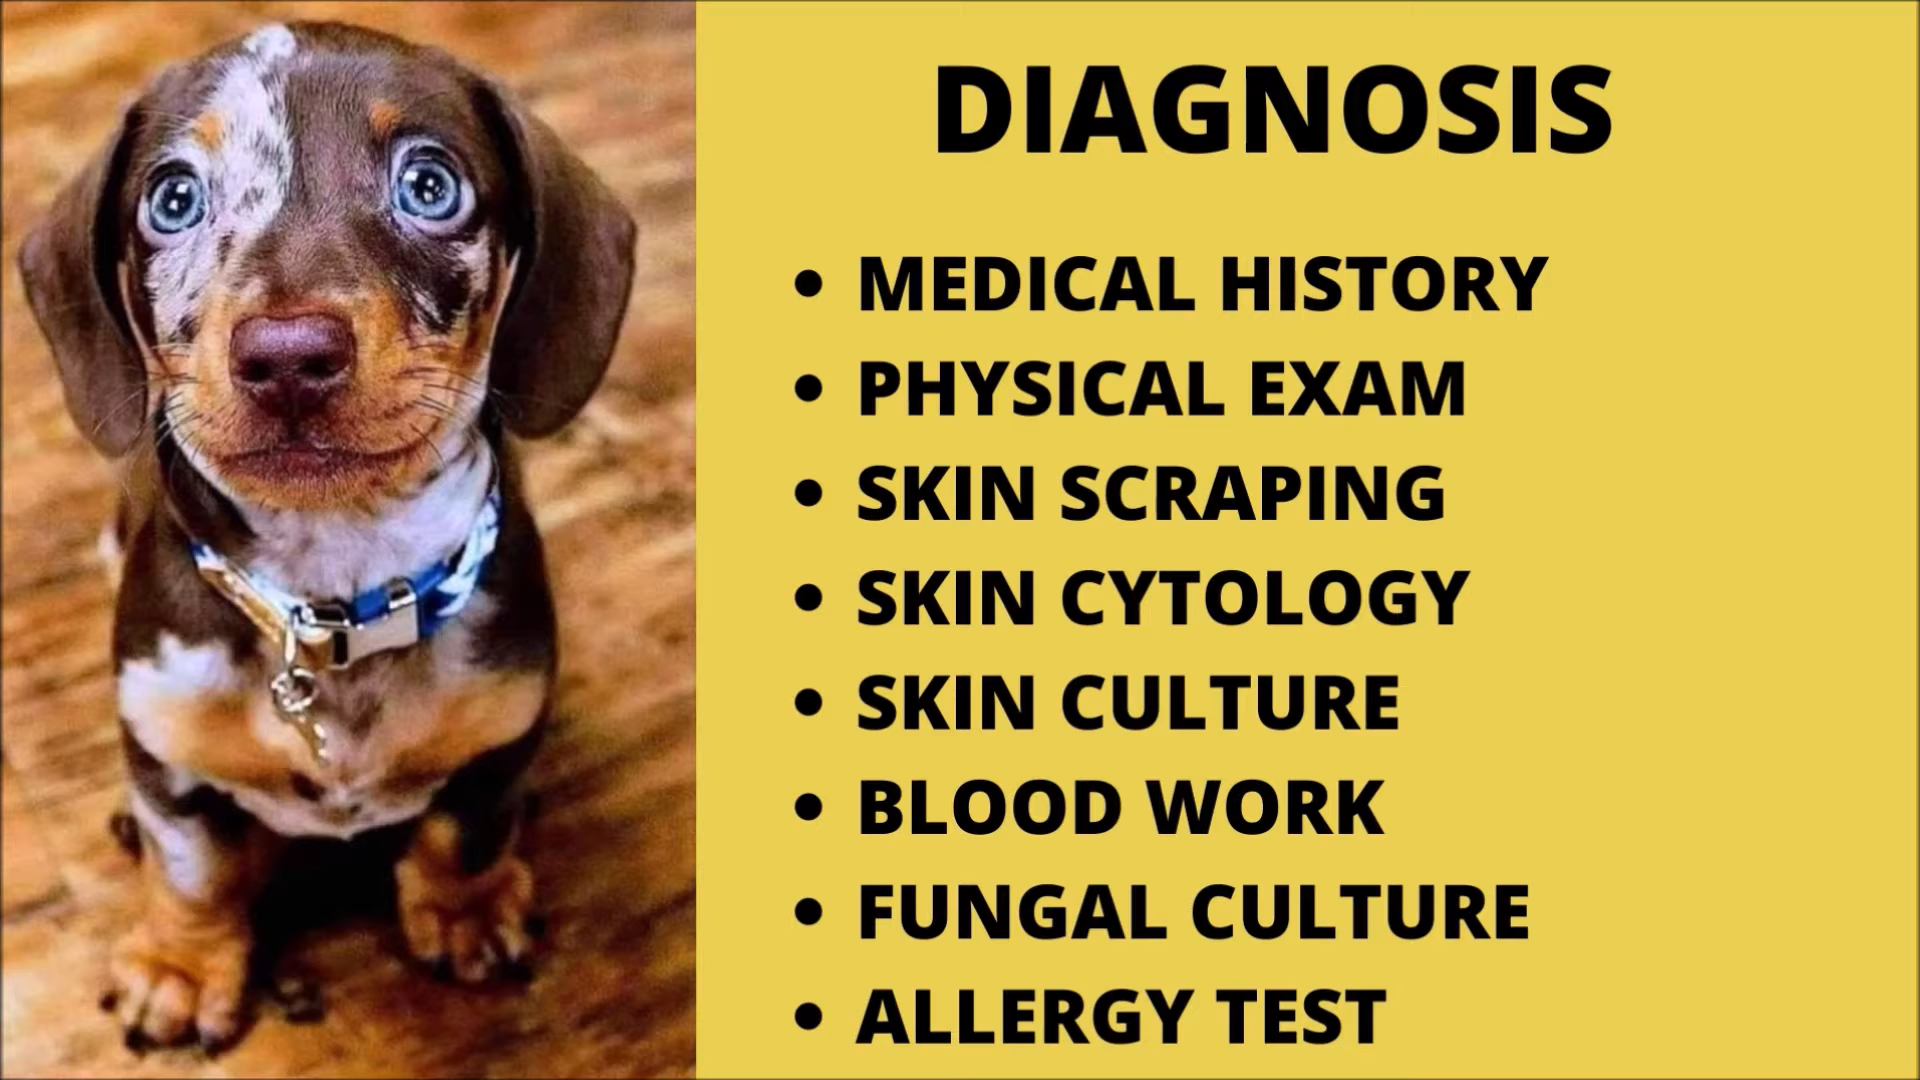 DIAGNOSIS
• MEDICAL HISTORY
• PHYSICAL EXAM
• SKIN SCRAPING
• SKIN CYTOLOGY
• SKIN CULTURE
• BLOOD WORK
• FUNGAL CULTURE
• ALLERGY TEST